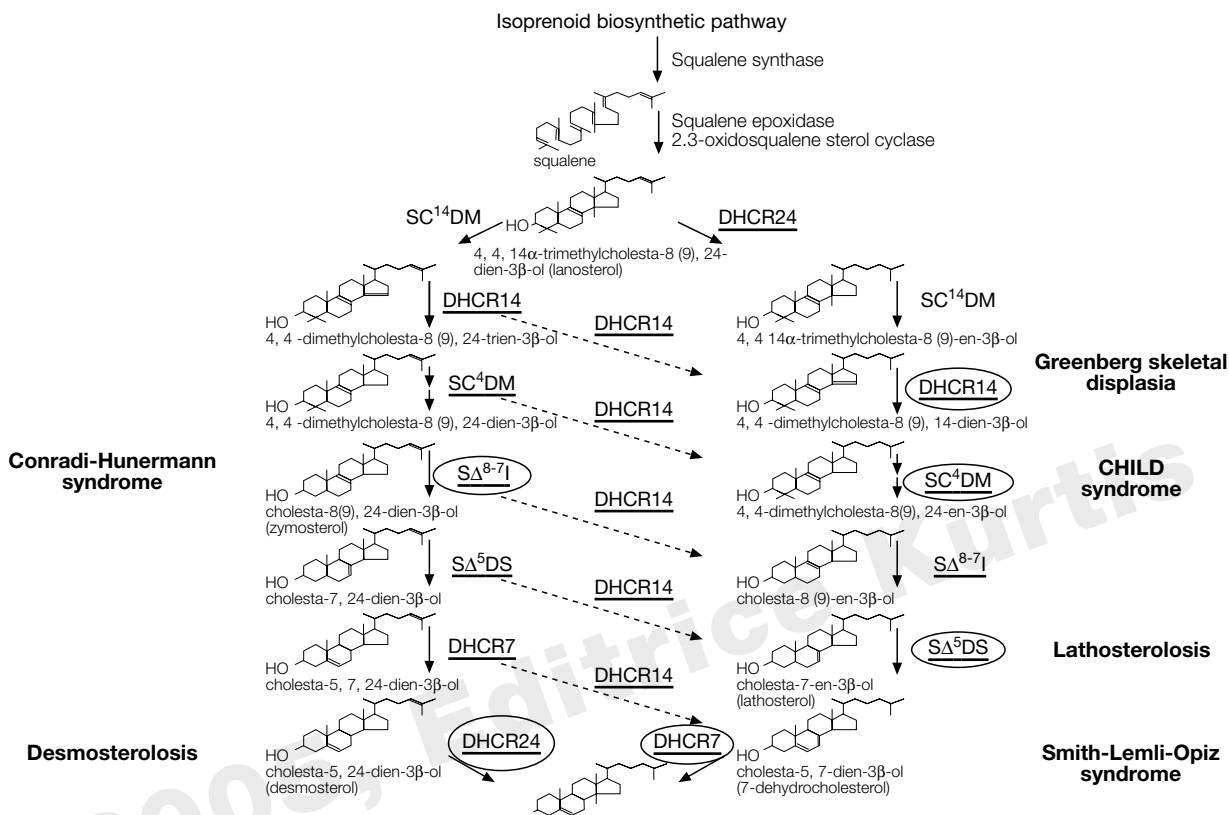 Isoprenoid biosynthetic pathway
Squalene synthase
Squalene epoxidase
2.3-oxidosqualene sterol cyclase
squalene
SC¹⁴DM
HO
DHCR24
4, 4, 14α-trimethylcholesta-8 (9), 24-
dien-3β-ol (lanosterol)
HO
DHCR14
4, 4 -dimethylcholesta-8 (9), 24-trien-3β-ol
DHCR14
HO
SC¹⁴DM
4, 4 14α-trimethylcholesta-8 (9)-en-3β-ol
Greenberg skeletal
displasia
HO
SC⁴DM
4, 4 -dimethylcholesta-8 (9), 24-dien-3β-ol
DHCR14
HO
DHCR14
4, 4 -dimethylcholesta-8 (9), 14-dien-3β-ol
Conradi-Hunermann
syndrome
HO
SΔ⁸⁻⁷I
cholesta-8(9), 24-dien-3β-ol
(zymosterol)
DHCR14
HO
SC⁴DM
4, 4-dimethylcholesta-8(9), 24-en-3β-ol
CHILD
syndrome
HO
SΔ⁵DS
cholesta-7, 24-dien-3β-ol
DHCR14
HO
SΔ⁸⁻⁷I
cholesta-8 (9)-en-3β-ol
HO
DHCR7
cholesta-5, 7, 24-dien-3β-ol
DHCR14
HO
SΔ⁵DS
cholesta-7-en-3β-ol
(lathosterol)
Lathosterolosis
Desmosterolosis
HO
DHCR24
cholesta-5, 24-dien-3β-ol
(desmosterol)
DHCR7
HO
cholesta-5, 7-dien-3β-ol
(7-dehydrocholesterol)
Smith-Lemli-Opiz
syndrome
Editrice Kurtis